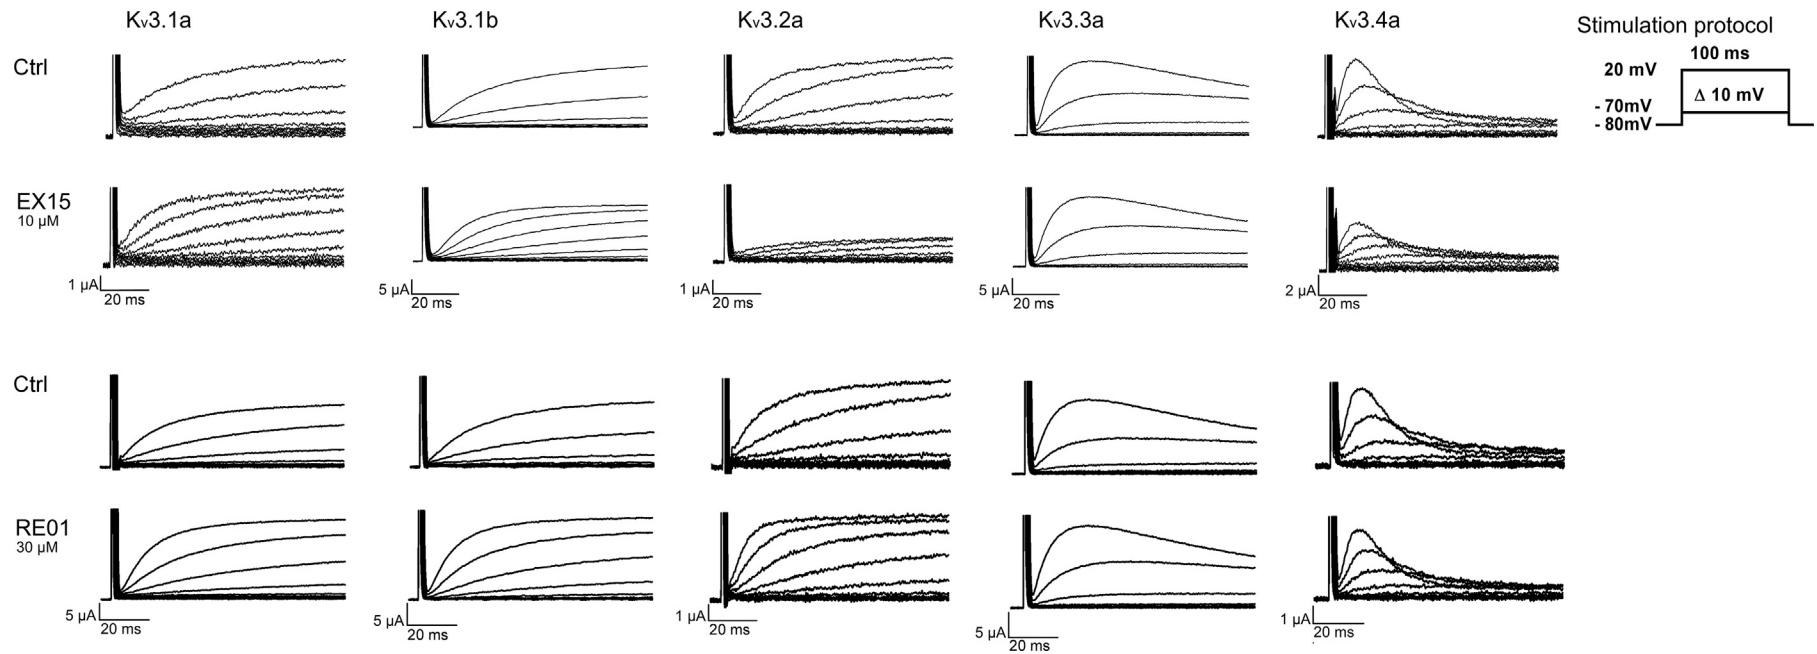 Kv3.1a Kv3.1b Kv3.2a Kv3.3a Kv3.4a
Stimulation protocol
100 ms
20 mV
Δ 10 mV
- 70mV
- 80mV
Ctrl
EX15
10 µM
1 µA 20 ms
5 µA 20 ms
1 µA 20 ms
5 µA 20 ms
2 µA 20 ms
Ctrl
RE01
30 µM
5 µA 20 ms
5 µA 20 ms
1 µA 20 ms
5 µA 20 ms
1 µA 20 ms